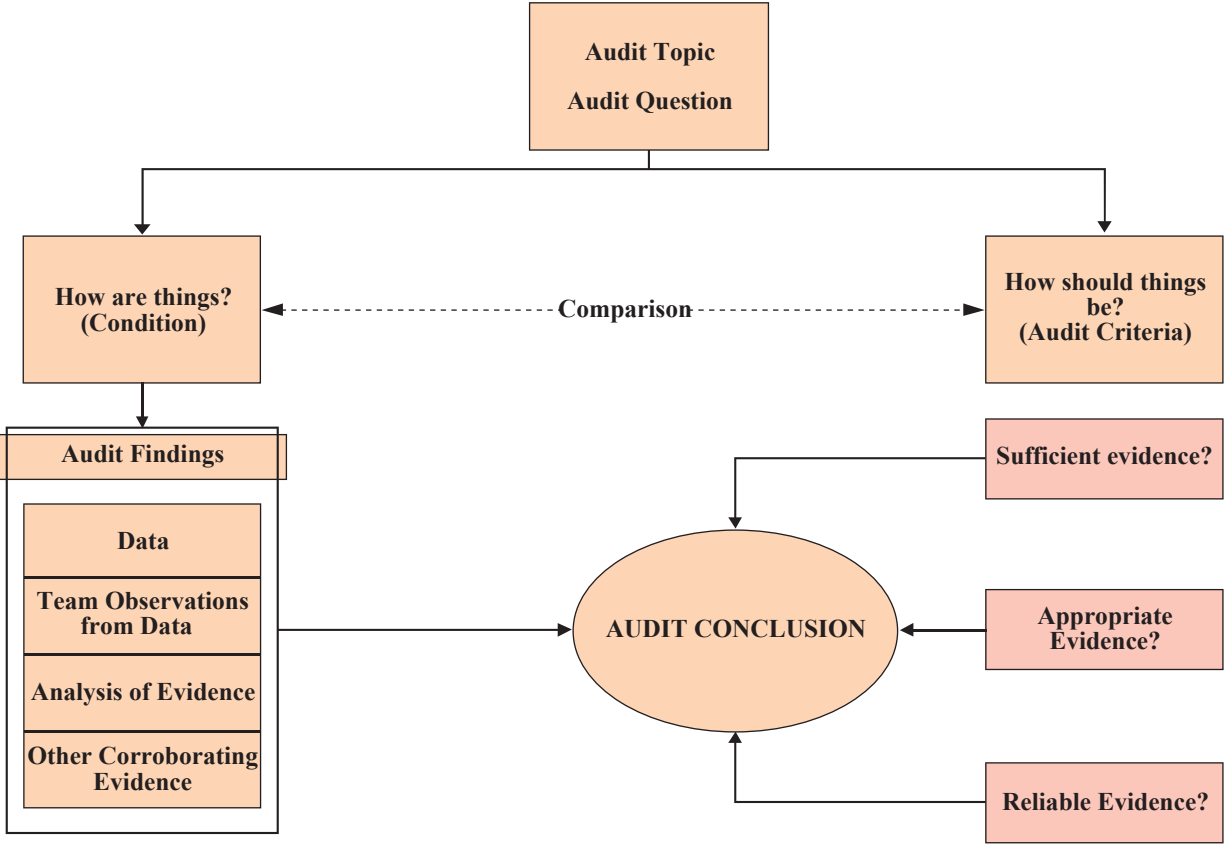 Audit Topic
Audit Question
How are things?
(Condition)
Comparison
How should things
be?
(Audit Criteria)
Audit Findings
Data
Team Observations
from Data
Analysis of Evidence
Other Corroborating
Evidence
AUDIT CONCLUSION
Sufficient evidence?
Appropriate
Evidence?
Reliable Evidence?